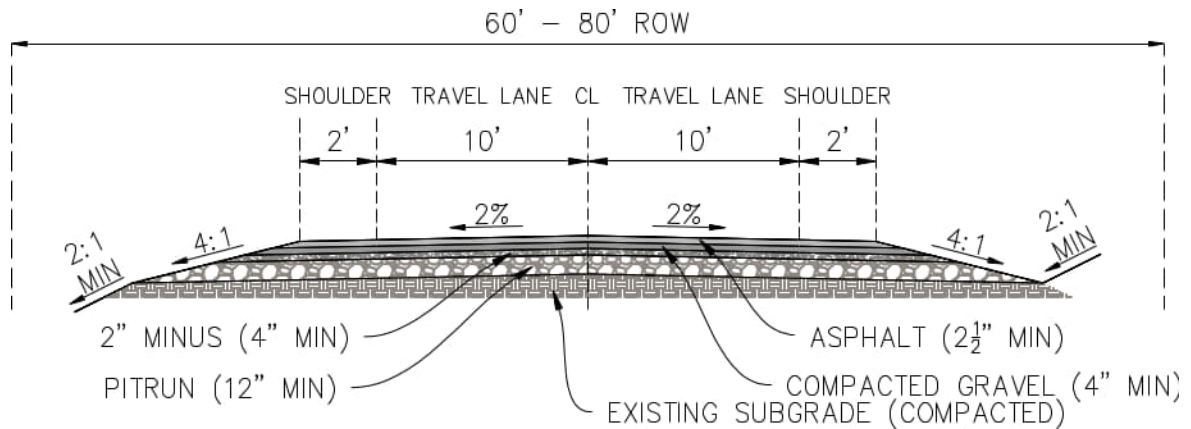 60' – 80' ROW
SHOULDER TRAVEL LANE CL TRAVEL LANE SHOULDER
2' 10' 10' 2'
2% 2%
2:1
MIN
4:1
4:1
2:1
MIN
2" MINUS (4" MIN)
ASPHALT (2½" MIN)
PITRUN (12" MIN)
COMPACTED GRAVEL (4" MIN)
EXISTING SUBGRADE (COMPACTED)